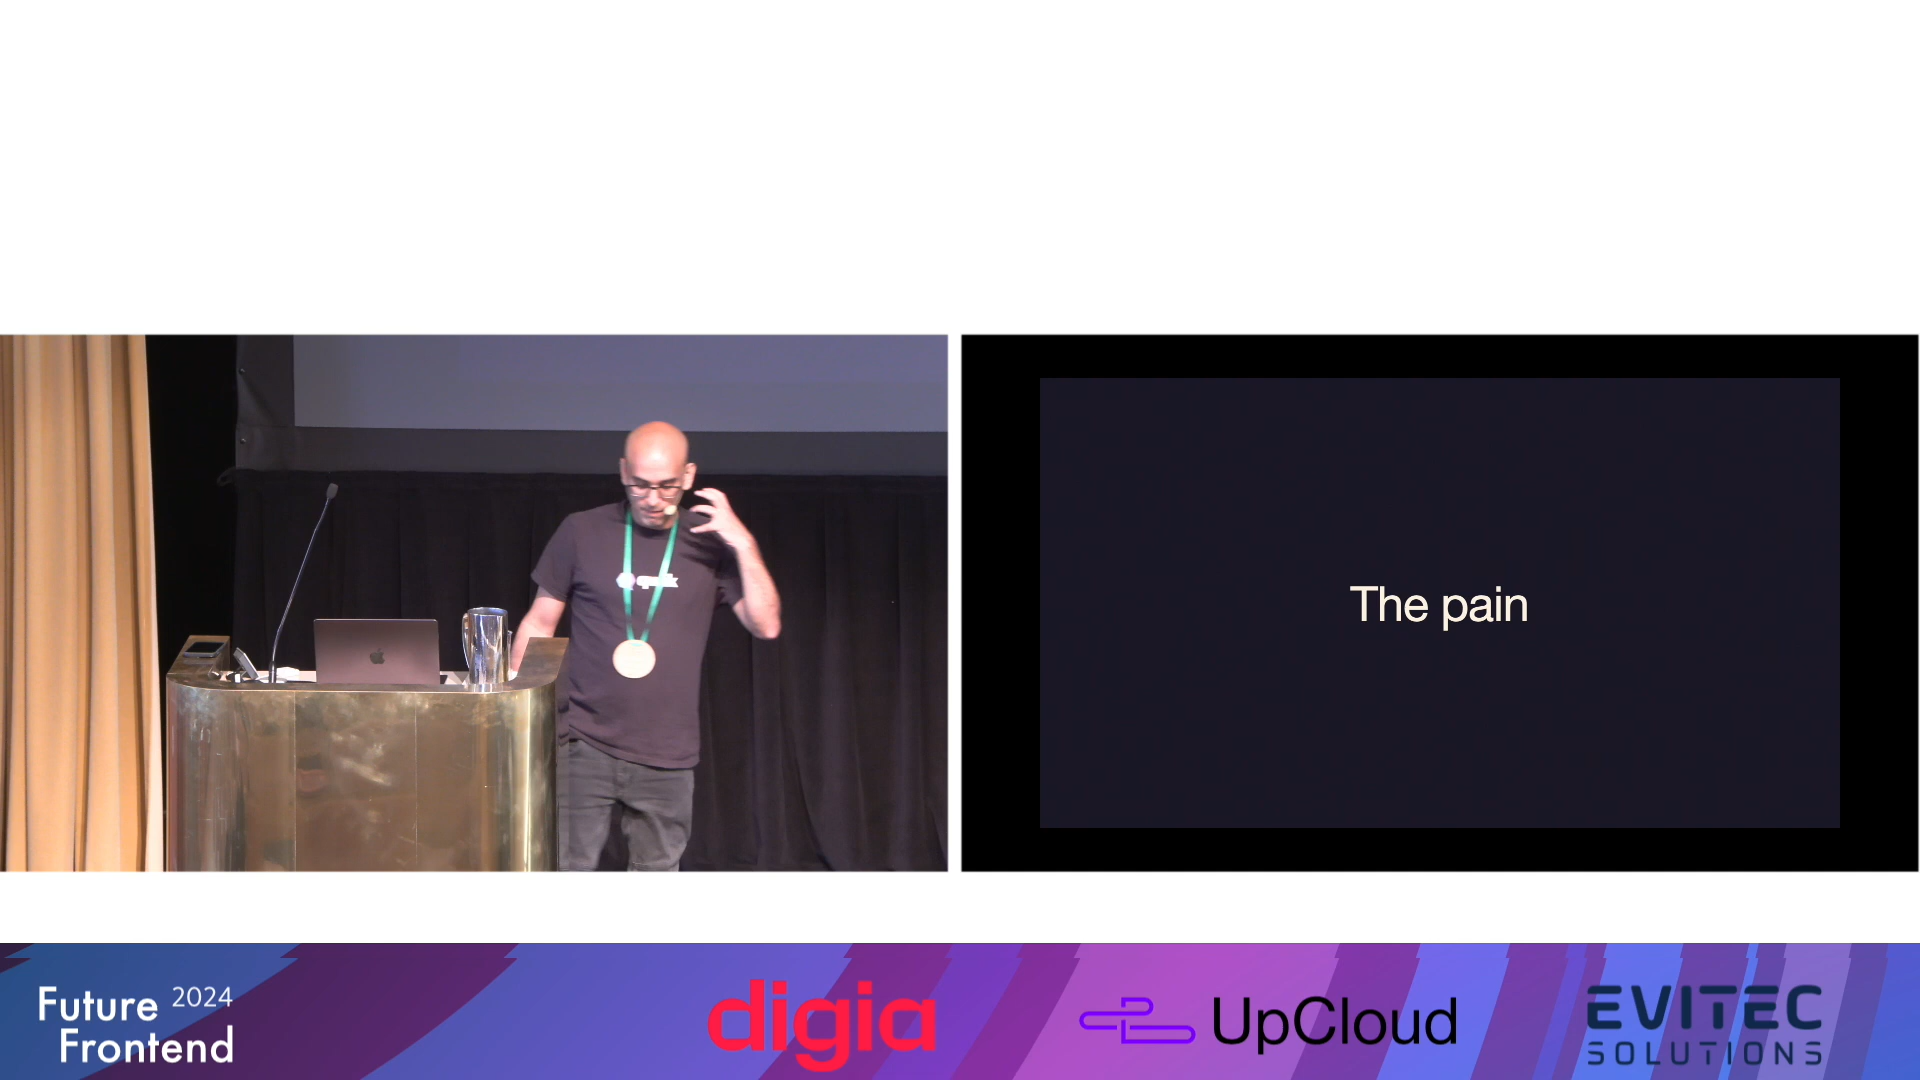 The pain
Future 2024
Frontend
digia
UpCloud
EVITEC
SOLUTIONS